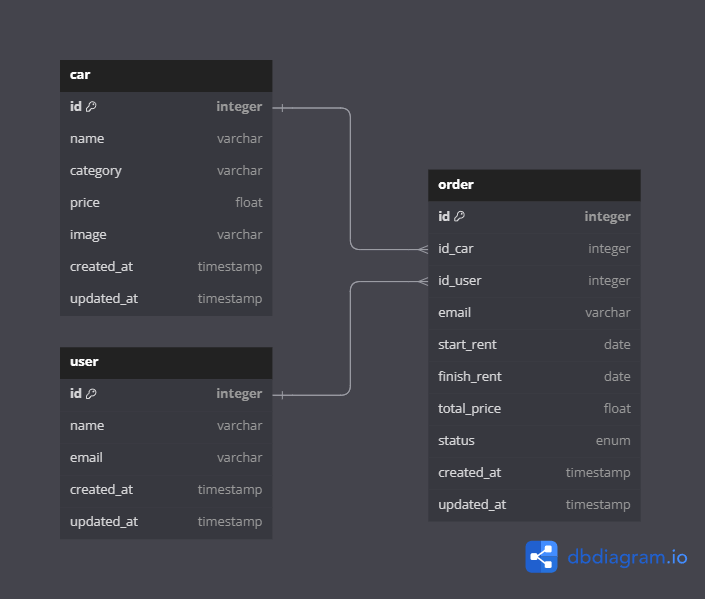 car
id integer
name varchar
category varchar
price float
image varchar
created_at timestamp
updated_at timestamp
user
id integer
name varchar
email varchar
created_at timestamp
updated_at timestamp
order
id integer
id_car integer
id_user integer
email varchar
start_rent date
finish_rent date
total_price float
status enum
created_at timestamp
updated_at timestamp
dbdiagram.io